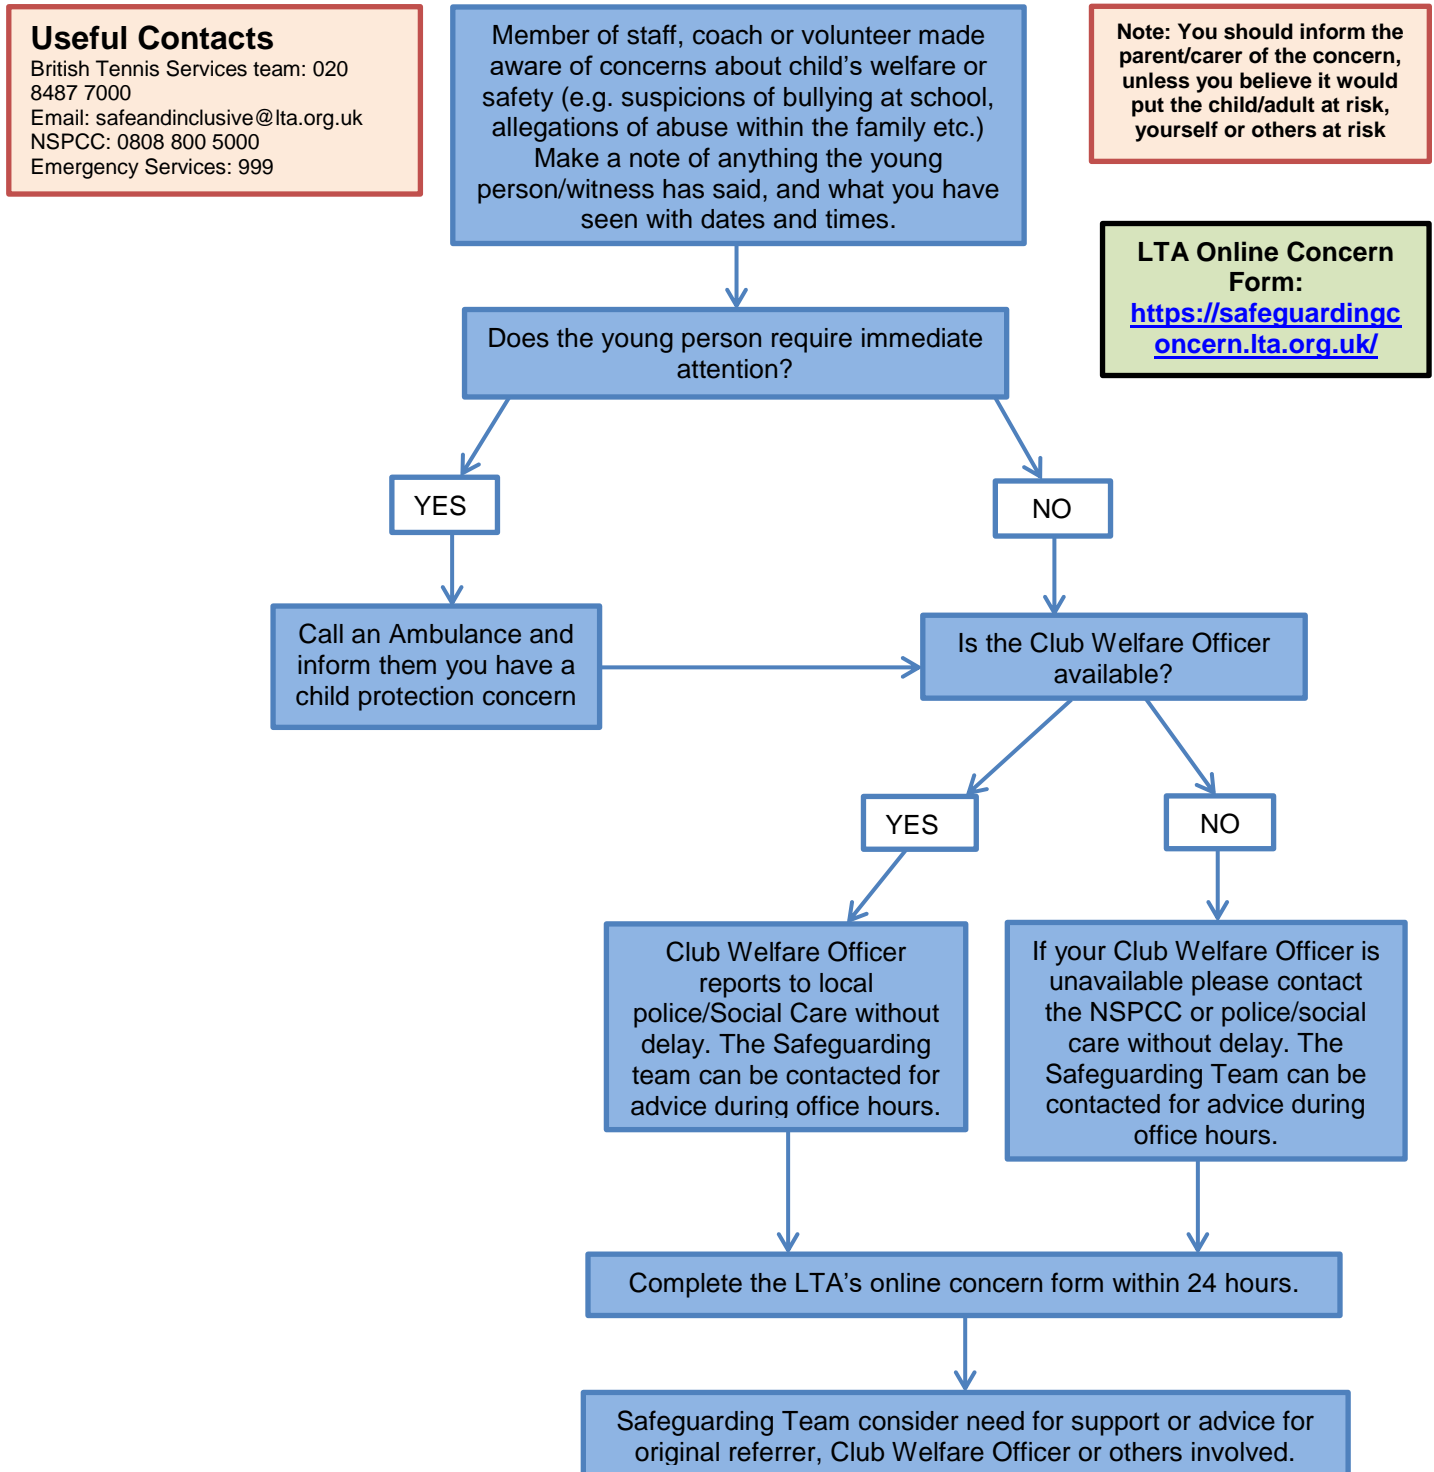 Useful Contacts
British Tennis Services team: 020
8487 7000
Email: safeandinclusive@lta.org.uk
NSPCC: 0808 800 5000
Emergency Services: 999
Member of staff, coach or volunteer made
aware of concerns about child’s welfare or
safety (e.g. suspicions of bullying at school,
allegations of abuse within the family etc.)
Make a note of anything the young
person/witness has said, and what you have
seen with dates and times.
Note: You should inform the
parent/carer of the concern,
unless you believe it would
put the child/adult at risk,
yourself or others at risk
LTA Online Concern
Form:
https://safeguardingc
oncern.lta.org.uk/
Does the young person require immediate
attention?
YES
NO
Call an Ambulance and
inform them you have a
child protection concern
Is the Club Welfare Officer
available?
YES
NO
Club Welfare Officer
reports to local
police/Social Care without
delay. The Safeguarding
team can be contacted for
advice during office hours.
If your Club Welfare Officer is
unavailable please contact
the NSPCC or police/social
care without delay. The
Safeguarding Team can be
contacted for advice during
office hours.
Complete the LTA’s online concern form within 24 hours.
Safeguarding Team consider need for support or advice for
original referrer, Club Welfare Officer or others involved.